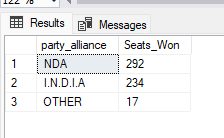 122 %
Results Messages
party_alliance Seats_Won
1 NDA 292
2 I.N.D.I.A 234
3 OTHER 17